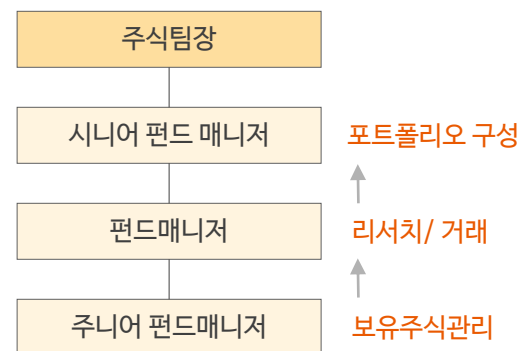 주식팀장
시니어 펀드 매니저 포트폴리오 구성
펀드매니저 리서치/ 거래
주니어 펀드매니저 보유주식관리